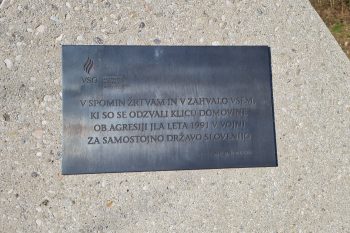 VSO
V SPOMIN ŽRTVAM IN V ZAHVALO VSEM,
KI SO SE ODZVALI KLICU DOMOVINE
OB AGRESIJI JLA LETA 1991 V VOJNI
ZA SAMOSTOJNO DRŽAVO SLOVENIJO